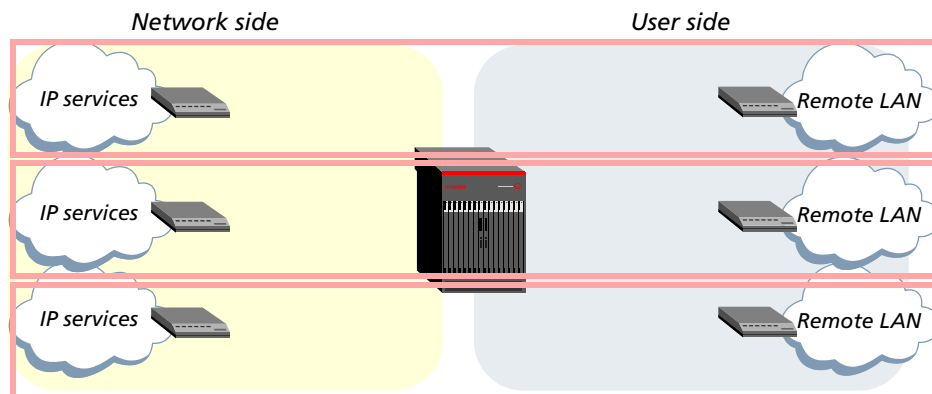 Network side
User side
IP services
Remote LAN
IP services
Remote LAN
IP services
Remote LAN